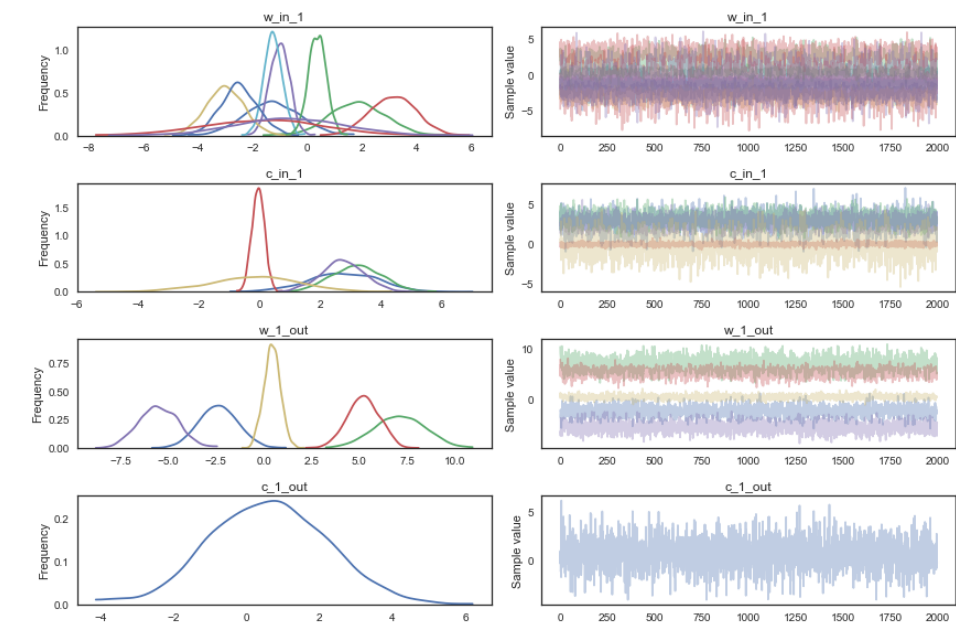 w_in_1
Frequency
1.0
0.5
0.0
−8 −6 −4 −2 0 2 4 6
w_in_1
Sample value
5
0
−5
0 250 500 750 1000 1250 1500 1750 2000
c_in_1
Frequency
1.5
1.0
0.5
0.0
−6 −4 −2 0 2 4 6
c_in_1
Sample value
5
0
−5
0 250 500 750 1000 1250 1500 1750 2000
w_1_out
Frequency
0.75
0.50
0.25
0.00
−7.5 −5.0 −2.5 0.0 2.5 5.0 7.5 10.0
w_1_out
Sample value
10
0
0 250 500 750 1000 1250 1500 1750 2000
c_1_out
Frequency
0.2
0.1
0.0
−4 −2 0 2 4 6
c_1_out
Sample value
5
0
0 250 500 750 1000 1250 1500 1750 2000